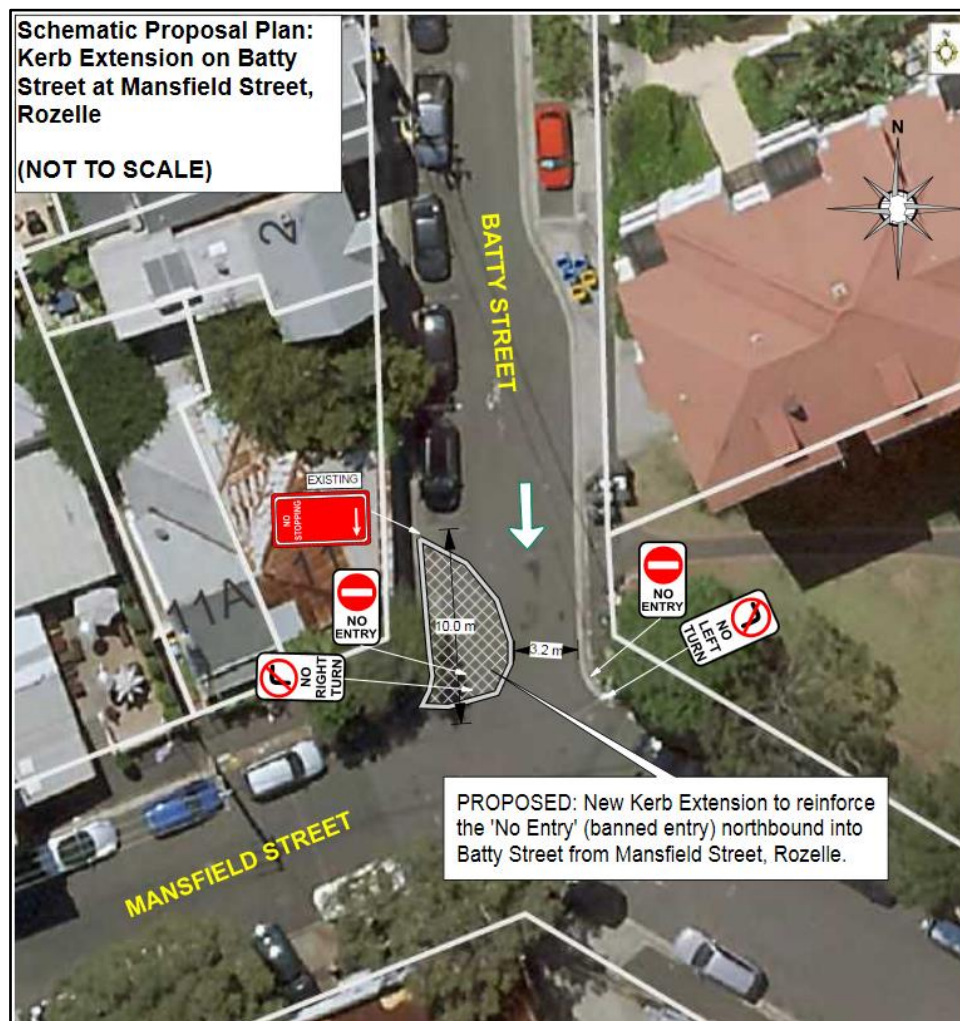 Schematic Proposal Plan:
Kerb Extension on Batty
Street at Mansfield Street,
Rozelle
(NOT TO SCALE)
N
N
2
BATTY STREET
EXISTING
NO
STOPPING
NO
ENTRY
NO
ENTRY
11A
10.0 m
3.2 m
NO
LEFT
TURN
NO
RIGHT
TURN
PROPOSED: New Kerb Extension to reinforce
the 'No Entry' (banned entry) northbound into
Batty Street from Mansfield Street, Rozelle.
MANSFIELD STREET